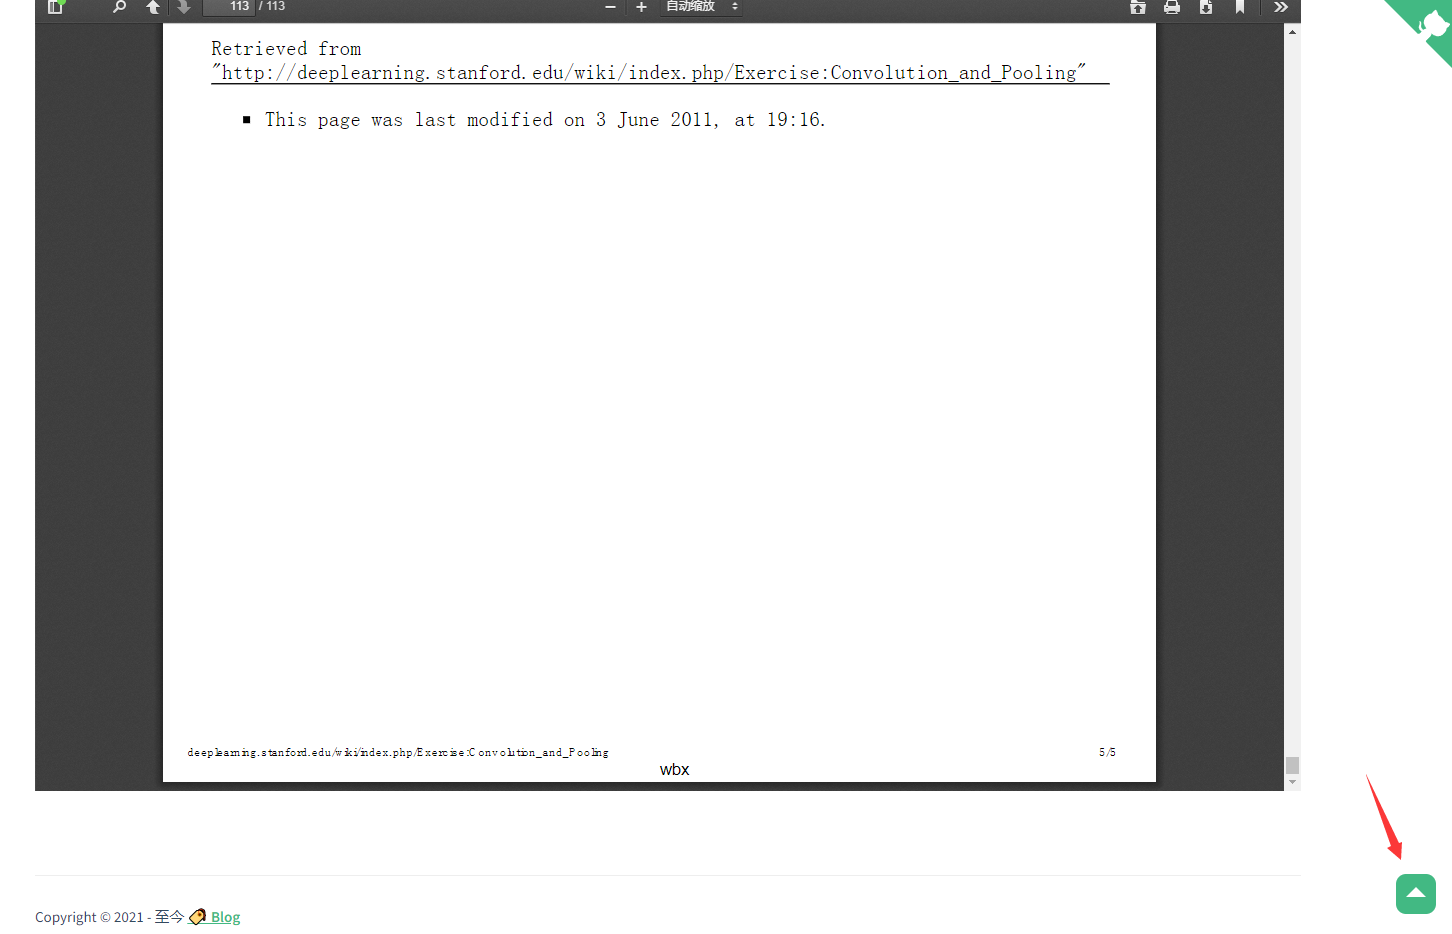 113 / 113
自动缩放
Retrieved from
"http://deeplearning.stanford.edu/wiki/index.php/Exercise:Convolution_and_Pooling"
This page was last modified on 3 June 2011, at 19:16.
deeplearning.stanford.edu/wiki/index.php/Exercise:Convolution_and_Pooling 5/5
wbx
Copyright © 2021 - 至今 Blog